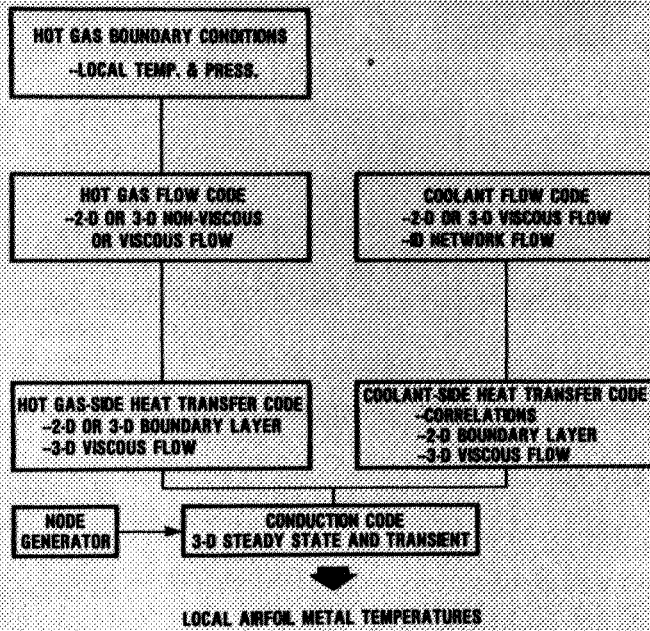 HOT GAS BOUNDARY CONDITIONS
-LOCAL TEMP. & PRESS.
HOT GAS FLOW CODE
-2-D OR 3-D NON-VISCOUS
OR VISCOUS FLOW
COOLANT FLOW CODE
-2-D OR 3-D VISCOUS FLOW
-ID NETWORK FLOW
HOT GAS-SIDE HEAT TRANSFER CODE
-2-D OR 3-D BOUNDARY LAYER
-3-D VISCOUS FLOW
COOLANT-SIDE HEAT TRANSFER CODE
-CORRELATIONS
-2-D BOUNDARY LAYER
-3-D VISCOUS FLOW
NODE
GENERATOR
CONDUCTION CODE
3-D STEADY STATE AND TRANSIENT
LOCAL AIRFOIL METAL TEMPERATURES